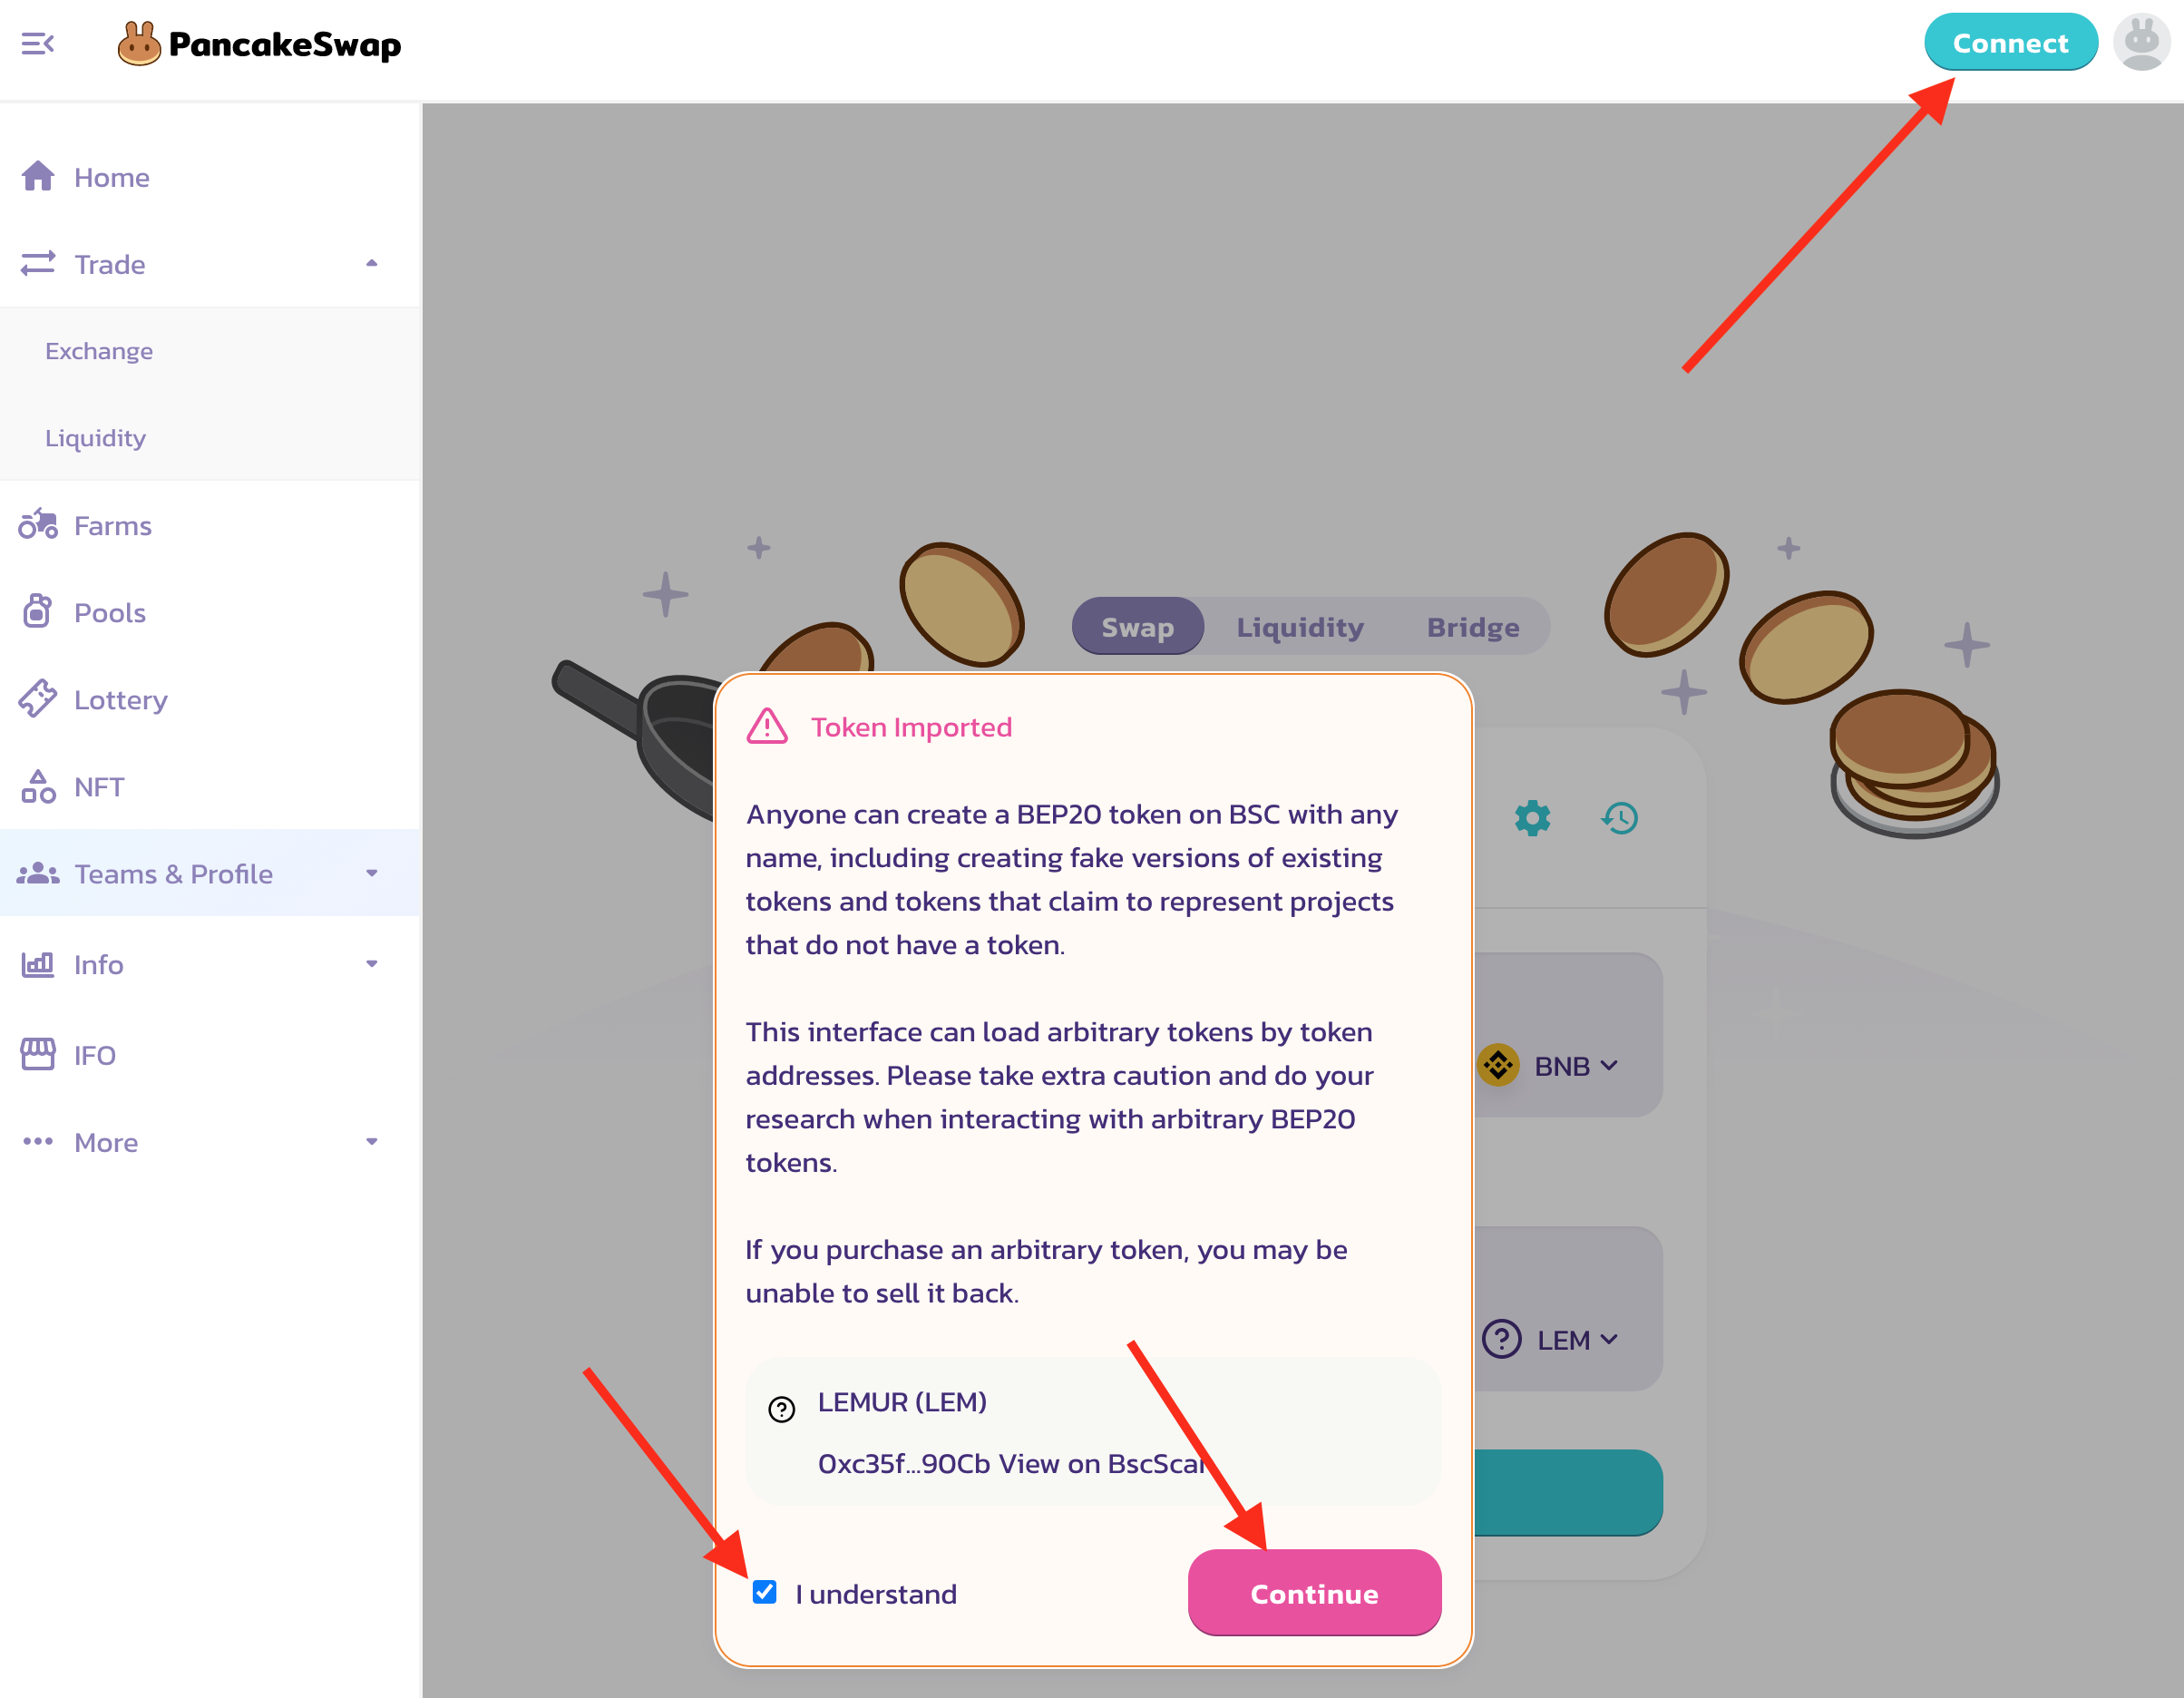 PancakeSwap
Connect
Home
Trade
Exchange
Liquidity
Farms
Pools
Lottery
NFT
Teams & Profile
Info
IFO
More
Swap Liquidity Bridge
Token Imported
Anyone can create a BEP20 token on BSC with any
name, including creating fake versions of existing
tokens and tokens that claim to represent projects
that do not have a token.
This interface can load arbitrary tokens by token
addresses. Please take extra caution and do your
research when interacting with arbitrary BEP20
tokens.
If you purchase an arbitrary token, you may be
unable to sell it back.
LEMUR (LEM)
0xc35f...90Cb View on BscScan
I understand
Continue
BNB
LEM